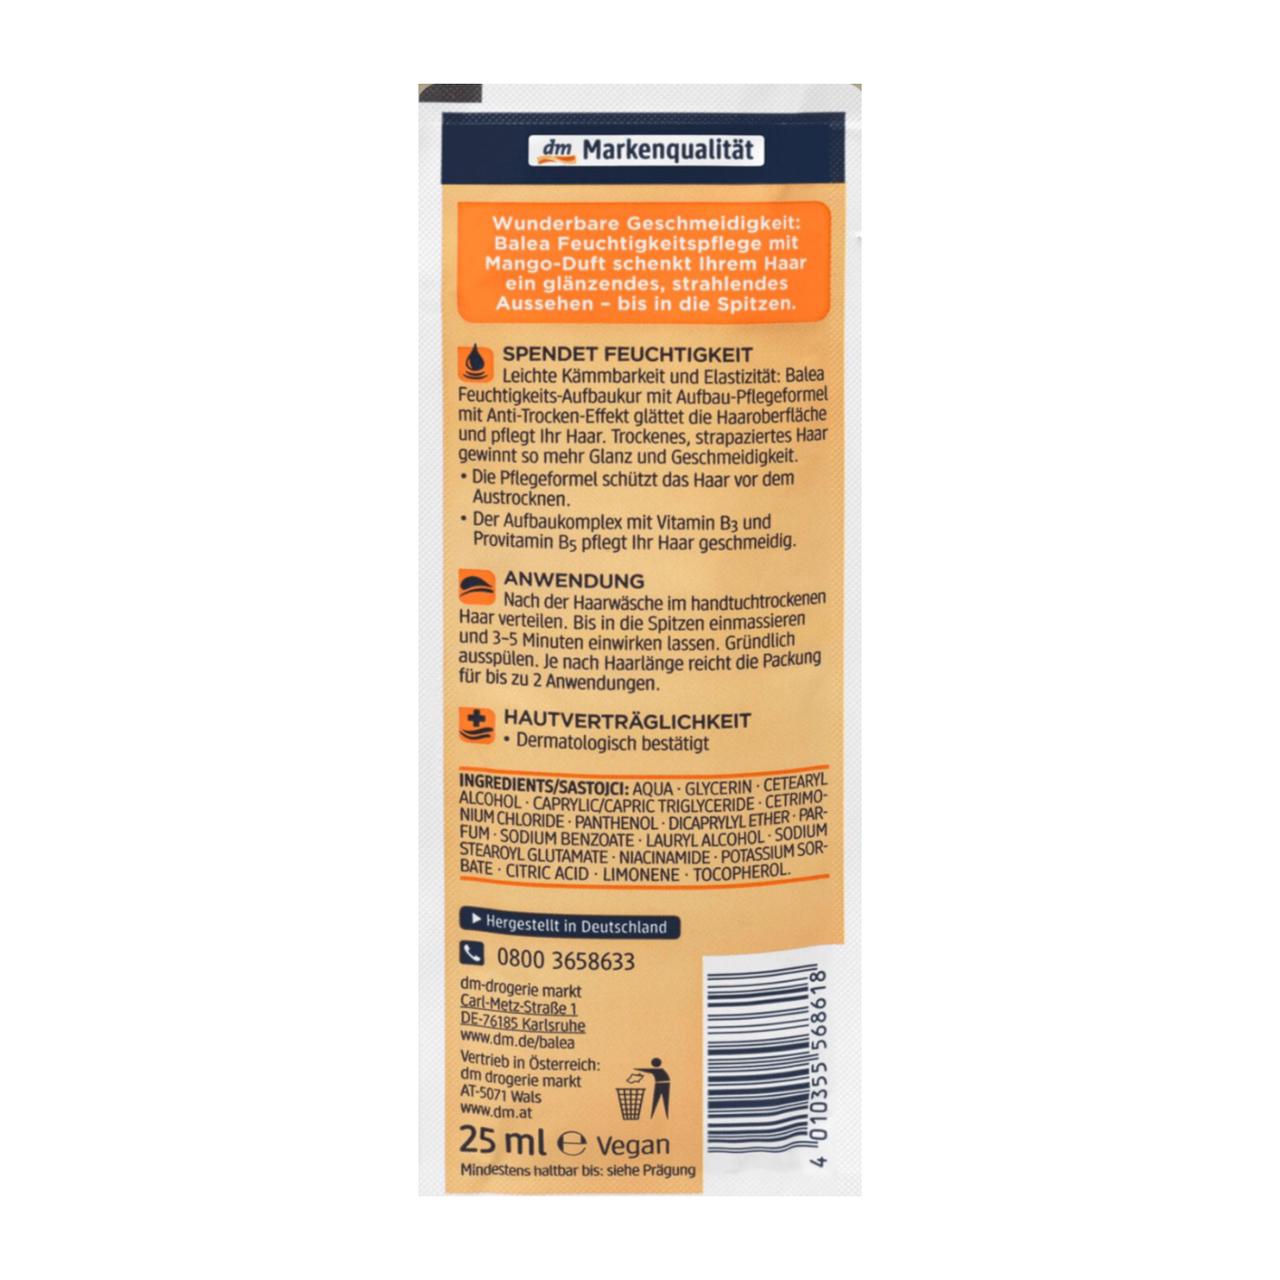 dm Markenqualität
Wunderbare Geschmeidigkeit:
Balea Feuchtigkeitspflege mit
Mango-Duft schenkt Ihrem Haar
ein glänzendes, strahlendes
Aussehen – bis in die Spitzen.
SPENDET FEUCHTIGKEIT
Leichte Kämmbarkeit und Elastizität: Balea
Feuchtigkeits-Aufbaukur mit Aufbau-Pflegeformel
mit Anti-Trocken-Effekt glättet die Haaroberfläche
und pflegt Ihr Haar. Trockenes, strapaziertes Haar
gewinnt so mehr Glanz und Geschmeidigkeit.
• Die Pflegeformel schützt das Haar vor dem
Austrocknen.
• Der Aufbaukomplex mit Vitamin B3 und
Provitamin B5 pflegt Ihr Haar geschmeidig.
ANWENDUNG
Nach der Haarwäsche im handtuchtrockenen
Haar verteilen. Bis in die Spitzen einmassieren
und 3–5 Minuten einwirken lassen. Gründlich
ausspülen. Je nach Haarlänge reicht die Packung
für bis zu 2 Anwendungen.
HAUTVERTRÄGLICHKEIT
• Dermatologisch bestätigt
INGREDIENTS/SASTOJCI: AQUA · GLYCERIN · CETEARYL
ALCOHOL · CAPRYLIC/CAPRIC TRIGLYCERIDE · CETRIMO-
NIUM CHLORIDE · PANTHENOL · DICAPRYLYL ETHER · PAR-
FUM · SODIUM BENZOATE · LAURYL ALCOHOL · SODIUM
STEAROYL GLUTAMATE · NIACINAMIDE · POTASSIUM SOR-
BATE · CITRIC ACID · LIMONENE · TOCOPHEROL.
Hergestellt in Deutschland
0800 3658633
dm-drogerie markt
Carl-Metz-Straße 1
DE-76185 Karlsruhe
www.dm.de/balea
Vertrieb in Österreich:
dm drogerie markt
AT-5071 Wals
www.dm.at
25 ml ℮ Vegan
Mindestens haltbar bis: siehe Prägung
4 010355 568618